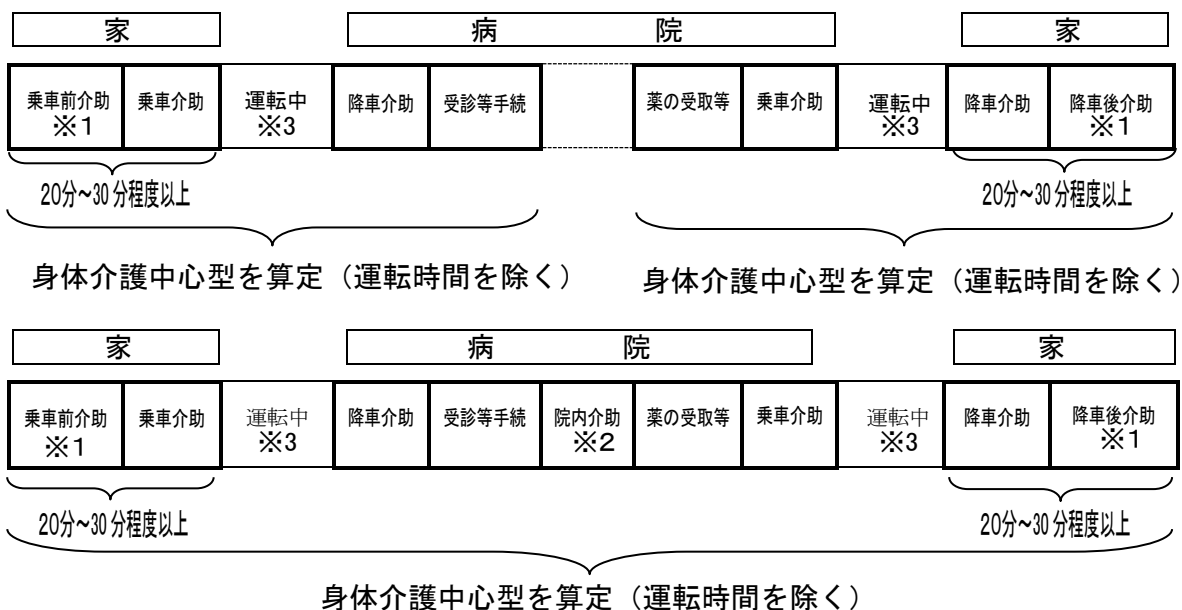 家 病院 家
乗車前介助 乗車介助 運転中 降車介助 受診等手続 薬の受取等 乗車介助 運転中 降車介助 降車後介助
※1 ※3 ※3 ※1
20分~30分程度以上 20分~30分程度以上
身体介護中心型を算定（運転時間を除く） 身体介護中心型を算定（運転時間を除く）
家 病院 家
乗車前介助 乗車介助 運転中 降車介助 受診等手続 院内介助 薬の受取等 乗車介助 運転中 降車介助 降車後介助
※1 ※3 ※2 ※3 ※1
20分~30分程度以上 20分~30分程度以上
身体介護中心型を算定（運転時間を除く）